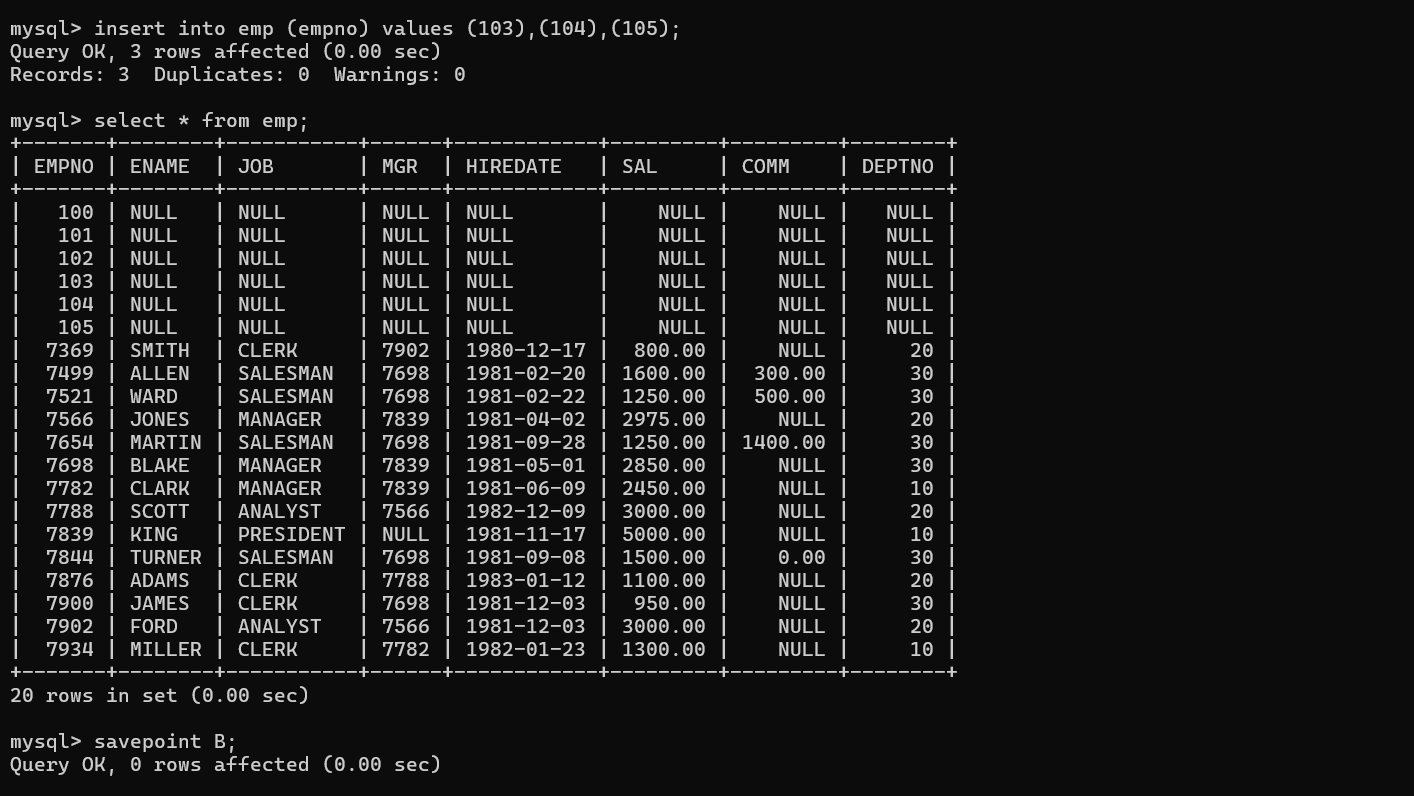 mysql> insert into emp (empno) values (103),(104),(105);
Query OK, 3 rows affected (0.00 sec)
Records: 3  Duplicates: 0  Warnings: 0

mysql> select * from emp;
+-------+--------+-----------+------+------------+---------+---------+--------+
| EMPNO | ENAME  | JOB       | MGR  | HIREDATE   | SAL     | COMM    | DEPTNO |
+-------+--------+-----------+------+------------+---------+---------+--------+
|   100 | NULL   | NULL      | NULL | NULL       |    NULL |    NULL |   NULL |
|   101 | NULL   | NULL      | NULL | NULL       |    NULL |    NULL |   NULL |
|   102 | NULL   | NULL      | NULL | NULL       |    NULL |    NULL |   NULL |
|   103 | NULL   | NULL      | NULL | NULL       |    NULL |    NULL |   NULL |
|   104 | NULL   | NULL      | NULL | NULL       |    NULL |    NULL |   NULL |
|   105 | NULL   | NULL      | NULL | NULL       |    NULL |    NULL |   NULL |
|  7369 | SMITH  | CLERK     | 7902 | 1980-12-17 |  800.00 |    NULL |     20 |
|  7499 | ALLEN  | SALESMAN  | 7698 | 1981-02-20 | 1600.00 |  300.00 |     30 |
|  7521 | WARD   | SALESMAN  | 7698 | 1981-02-22 | 1250.00 |  500.00 |     30 |
|  7566 | JONES  | MANAGER   | 7839 | 1981-04-02 | 2975.00 |    NULL |     20 |
|  7654 | MARTIN | SALESMAN  | 7698 | 1981-09-28 | 1250.00 | 1400.00 |     30 |
|  7698 | BLAKE  | MANAGER   | 7839 | 1981-05-01 | 2850.00 |    NULL |     30 |
|  7782 | CLARK  | MANAGER   | 7839 | 1981-06-09 | 2450.00 |    NULL |     10 |
|  7788 | SCOTT  | ANALYST   | 7566 | 1982-12-09 | 3000.00 |    NULL |     20 |
|  7839 | KING   | PRESIDENT | NULL | 1981-11-17 | 5000.00 |    NULL |     10 |
|  7844 | TURNER | SALESMAN  | 7698 | 1981-09-08 | 1500.00 |    0.00 |     30 |
|  7876 | ADAMS  | CLERK     | 7788 | 1983-01-12 | 1100.00 |    NULL |     20 |
|  7900 | JAMES  | CLERK     | 7698 | 1981-12-03 |  950.00 |    NULL |     30 |
|  7902 | FORD   | ANALYST   | 7566 | 1981-12-03 | 3000.00 |    NULL |     20 |
|  7934 | MILLER | CLERK     | 7782 | 1982-01-23 | 1300.00 |    NULL |     10 |
+-------+--------+-----------+------+------------+---------+---------+--------+
20 rows in set (0.00 sec)

mysql> savepoint B;
Query OK, 0 rows affected (0.00 sec)